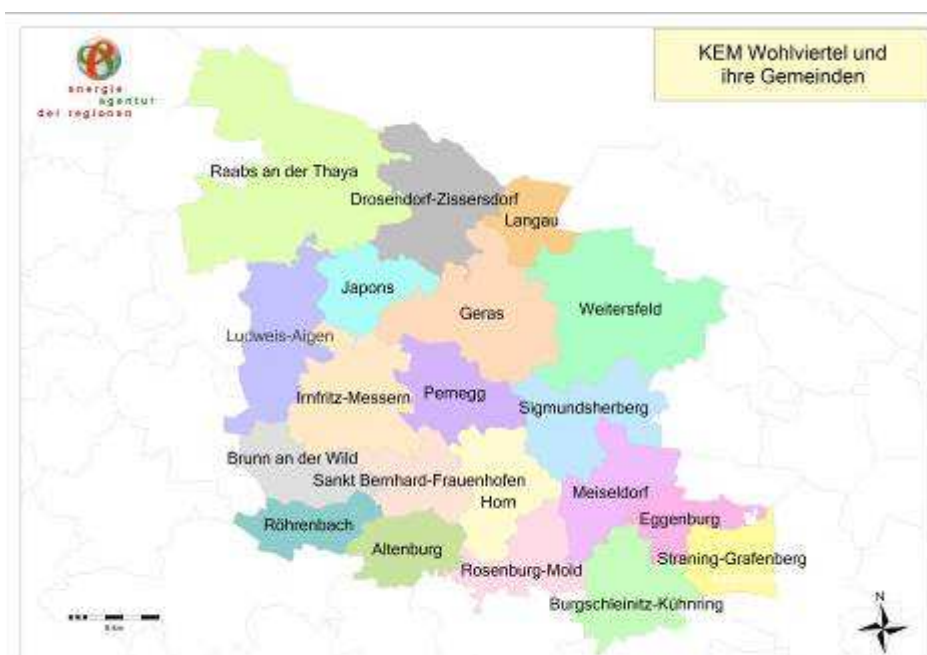 KEM Wohlviertel und
ihre Gemeinden
energie
agentur
der regionen
Raabs an der Thaya
Drosendorf-Zissersdorf
Langau
Japons
Geras
Weitersfeld
Ludweis-Aigen
Irnfritz-Messern
Pernegg
Sigmundsherberg
Brunn an der Wild
Sankt Bernhard-Frauenhofen
Horn
Meiseldorf
Röhrenbach
Eggenburg
Altenburg
Straning-Grafenberg
Rosenburg-Mold
Burgschleinitz-Kühnring
N